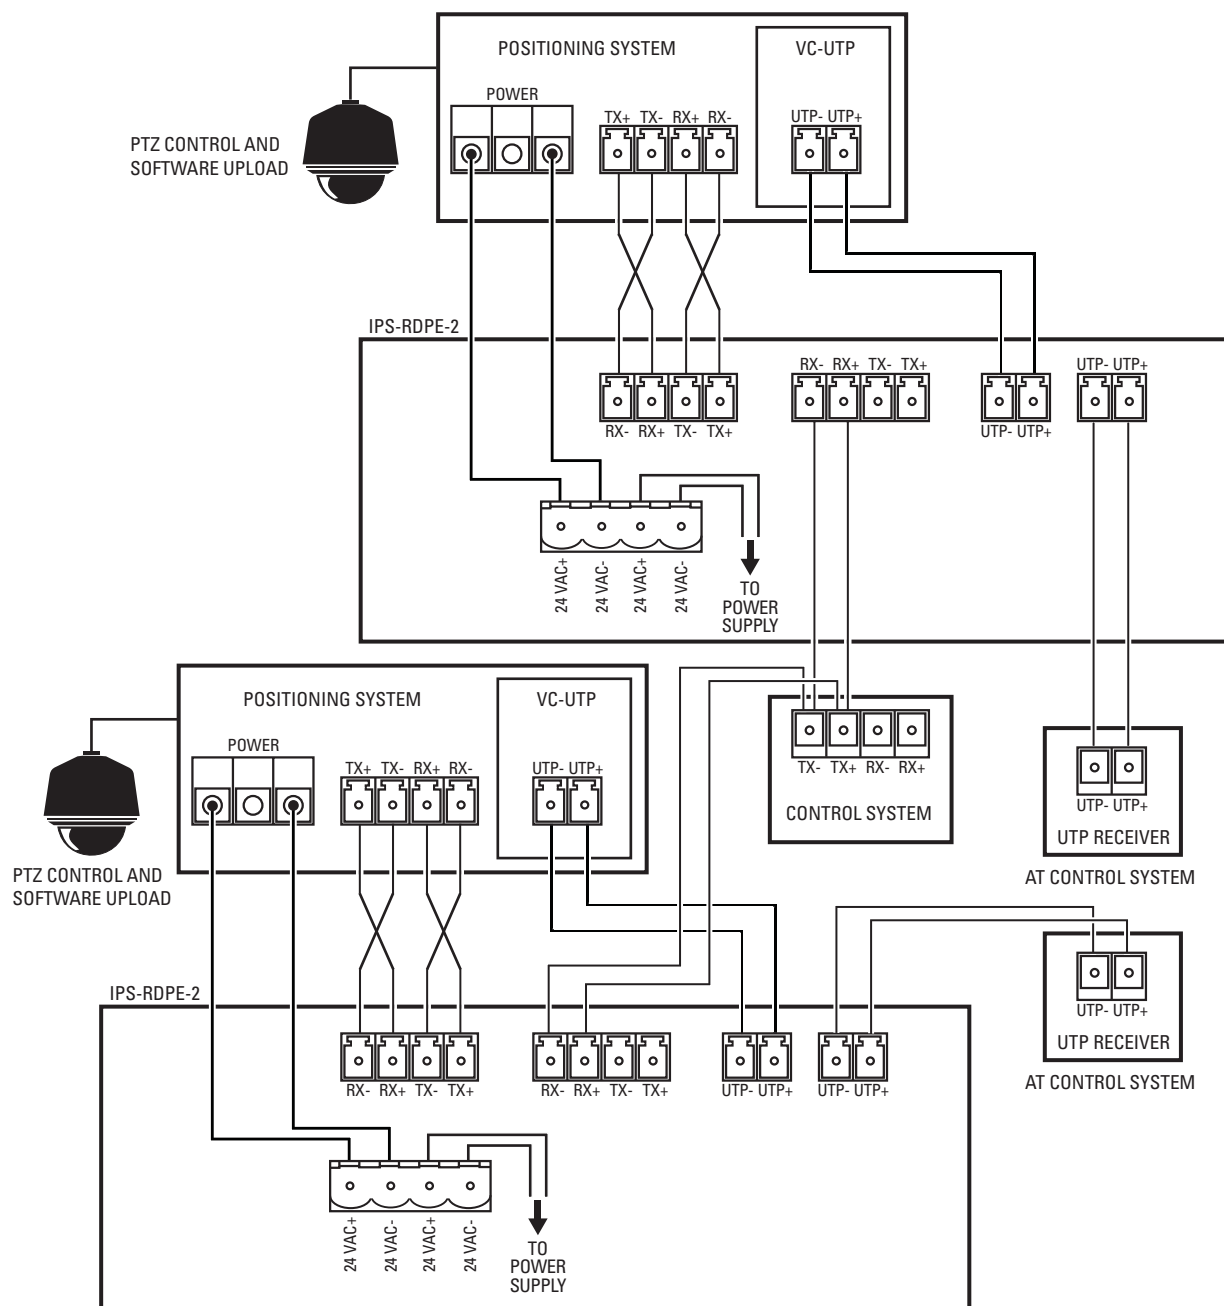 POSITIONING SYSTEM
VC-UTP
POWER
TX+ TX- RX+ RX-
UTP- UTP+
PTZ CONTROL AND
SOFTWARE UPLOAD
IPS-RDPE-2
RX- RX+ TX- TX+
UTP- UTP+
RX- RX+ TX- TX+
UTP- UTP+
24 VAC+
24 VAC-
24 VAC+
24 VAC-
TO
POWER
SUPPLY
POSITIONING SYSTEM
VC-UTP
POWER
TX+ TX- RX+ RX-
UTP- UTP+
PTZ CONTROL AND
SOFTWARE UPLOAD
TX- TX+ RX- RX+
CONTROL SYSTEM
UTP- UTP+
UTP RECEIVER
AT CONTROL SYSTEM
UTP- UTP+
UTP RECEIVER
AT CONTROL SYSTEM
IPS-RDPE-2
RX- RX+ TX- TX+
RX- RX+ TX- TX+
UTP- UTP+
UTP- UTP+
24 VAC+
24 VAC-
24 VAC+
24 VAC-
TO
POWER
SUPPLY